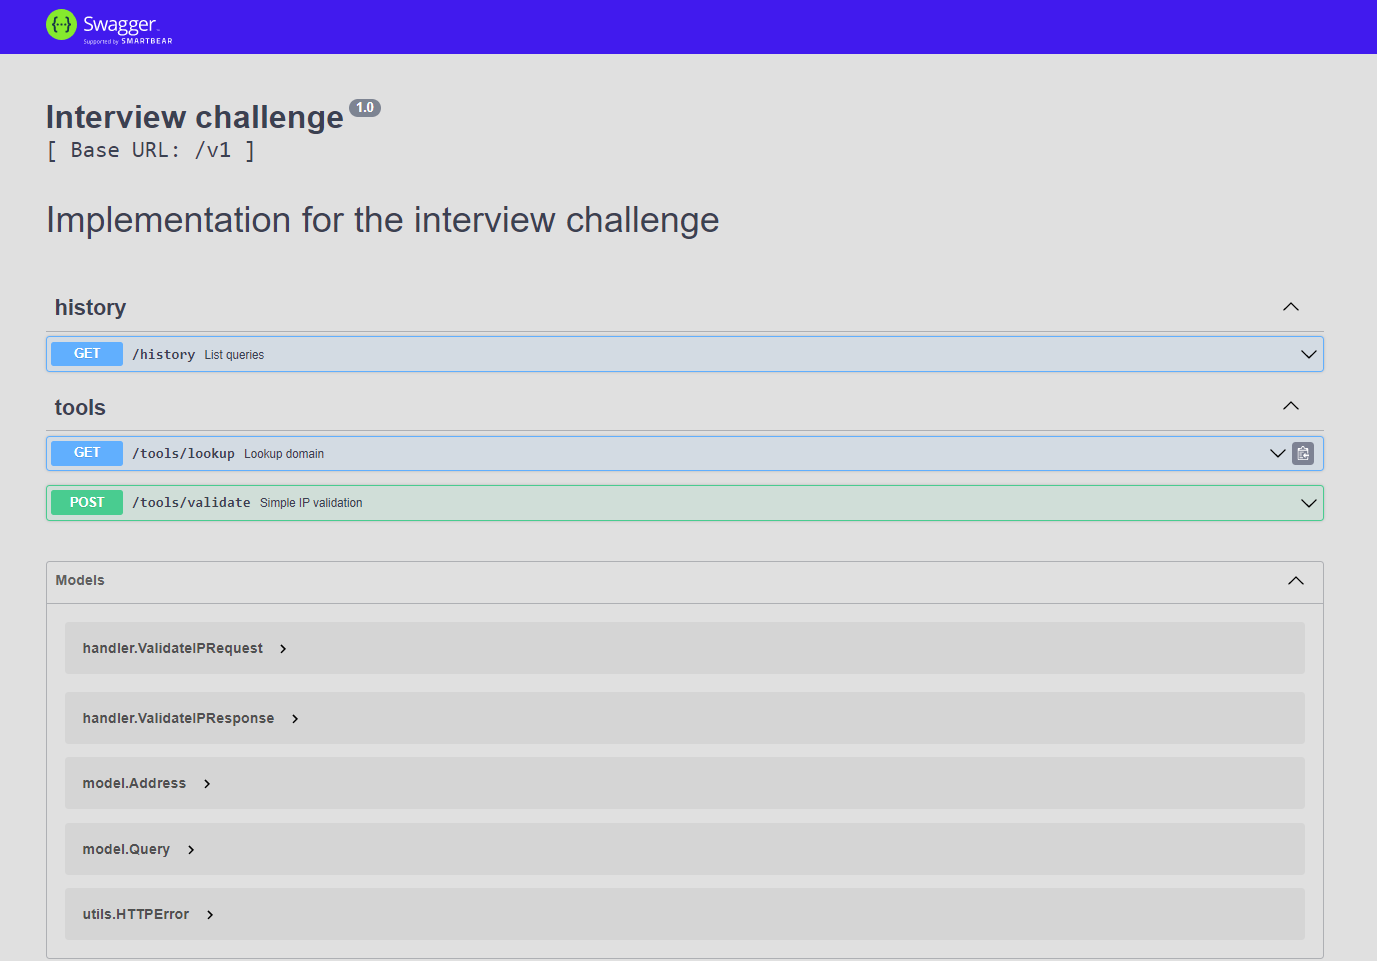 Swagger
Supported by SMARTBEAR
Interview challenge 1.0
[ Base URL: /v1 ]
Implementation for the interview challenge
history
GET /history List queries
tools
GET /tools/lookup Lookup domain
POST /tools/validate Simple IP validation
Models
handler.ValidateIPRequest
handler.ValidateIPResponse
model.Address
model.Query
utils.HTTPError